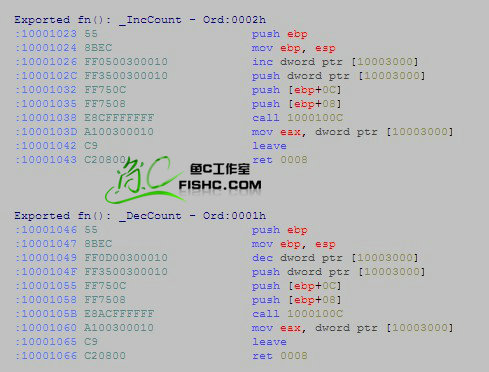 Exported fn(): _IncCount - Ord:0002h
:10001023 55 push ebp
:10001024 8BEC mov ebp, esp
:10001026 FF0500300010 inc dword ptr [10003000]
:1000102C FF3500300010 push dword ptr [10003000]
:10001032 FF750C push [ebp+0C]
:10001035 FF7508 push [ebp+08]
:10001038 E8CFFFFFFF call 1000100C
:1000103D A100300010 mov eax, dword ptr [10003000]
:10001042 C9 leave
:10001043 C20800 ret 0008
鱼C工作室
FISHC.COM
Exported fn(): _DecCount - Ord:0001h
:10001046 55 push ebp
:10001047 8BEC mov ebp, esp
:10001049 FF0D00300010 dec dword ptr [10003000]
:1000104F FF3500300010 push dword ptr [10003000]
:10001055 FF750C push [ebp+0C]
:10001058 FF7508 push [ebp+08]
:1000105B E8ACFFFFFF call 1000100C
:10001060 A100300010 mov eax, dword ptr [10003000]
:10001065 C9 leave
:10001066 C20800 ret 0008